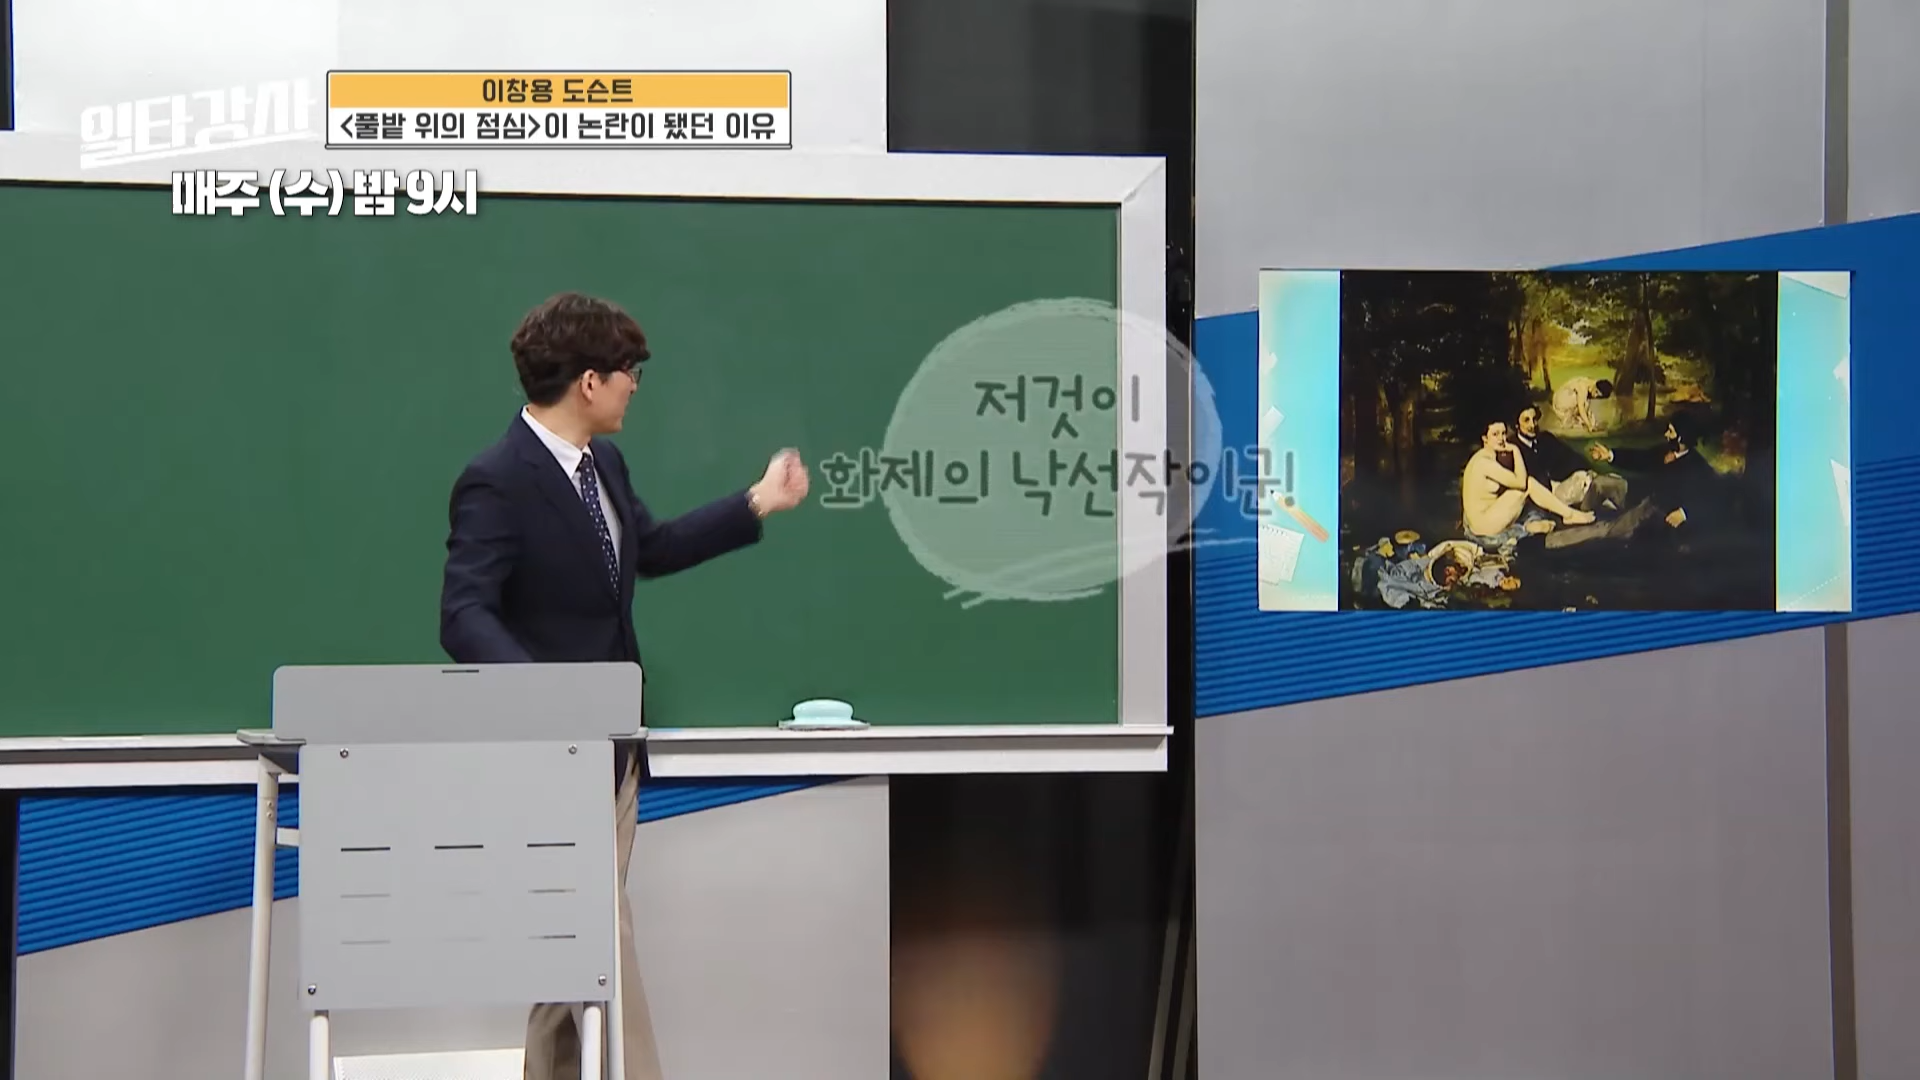 일타강사
이창용 도슨트
<풀밭 위의 점심>이 논란이 됐던 이유
매주 (수) 밤 9시
저것이
화제의 낙선작이군!